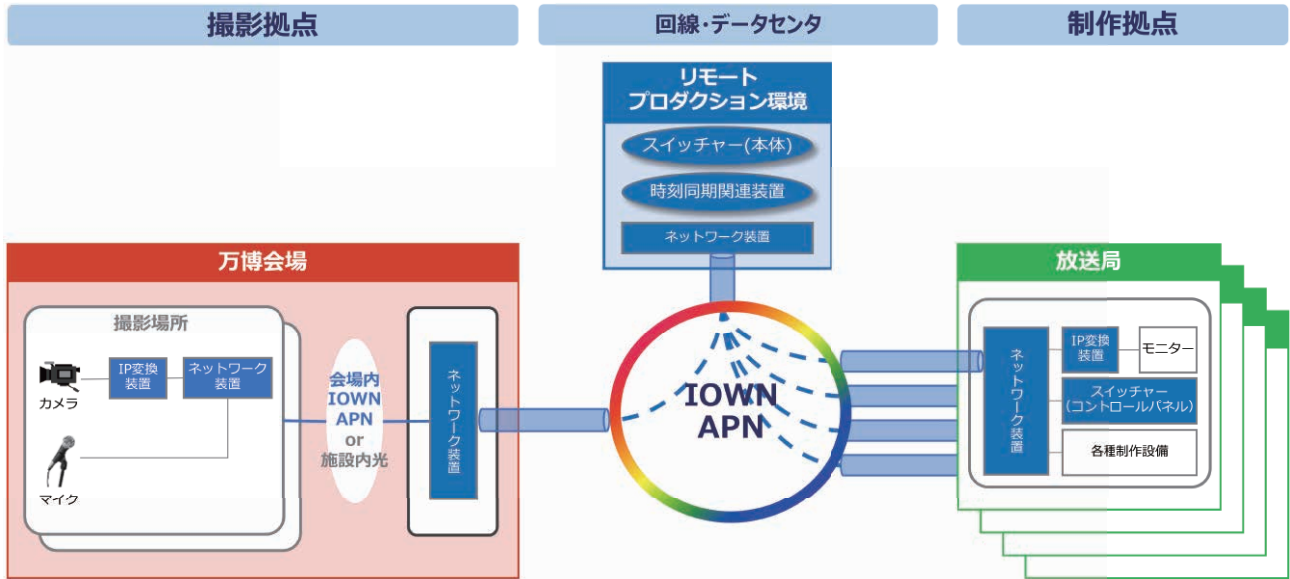 撮影拠点
回線・データセンタ
制作拠点
リモート
プロダクション環境
スイッチャー(本体)
時刻同期関連装置
ネットワーク装置
万博会場
撮影場所
カメラ
IP変換
装置
ネットワーク
装置
マイク
会場内
IOWN
APN
or
施設内光
ネットワーク装置
IOWN
APN
放送局
ネットワーク装置
IP変換
装置
モニター
スイッチャー
(コントロールパネル)
各種制作設備